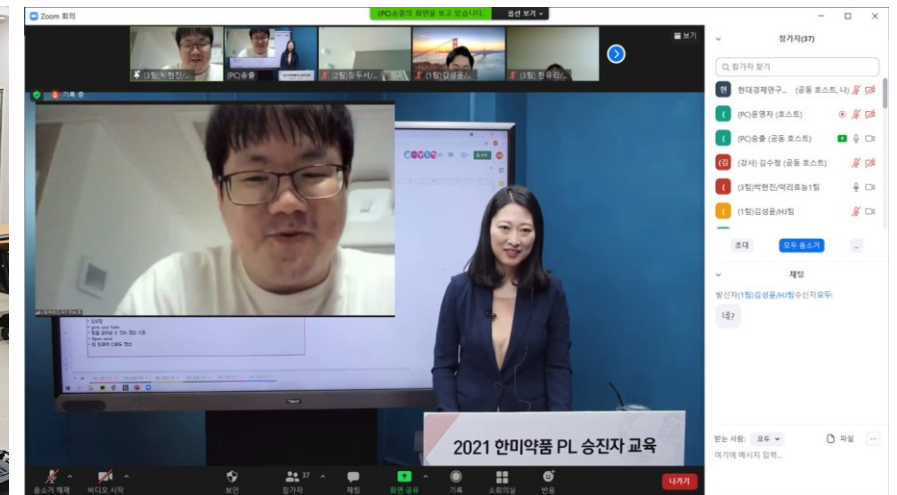 Zoom 회의
(PC)송출의 화면을 보고 있습니다.
옵션 보기
보기
(3팀)박현진/...
(PC)송출
(2팀)장두서/...
(1팀)김성윤/...
(3팀)한유리/...
기록 중
Open mind
2021 한미약품 PL 승진자 교육
음소거 해제
비디오 시작
보안
참가자
37
채팅
화면 공유
기록
소회의실
반응
나가기
참가자(37)
참가자 찾기
현
현대경제연구... (공동 호스트, 나)
(PC)운영자 (호스트)
(PC)송출 (공동 호스트)
(강사) 김수정 (공동 호스트)
(3팀)박현진/약리효능1팀
(1팀)김성윤/HJ팀
초대
모두 음소거
...
채팅
발신자(1팀)김성윤/HJ팀수신자모두:
네?
받는 사람:
모두
파일
여기에 메시지 입력...